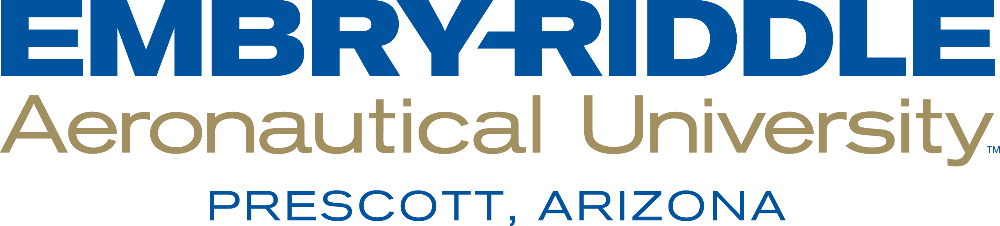 EMBRY-RIDDLE
Aeronautical University™
PRESCOTT, ARIZONA